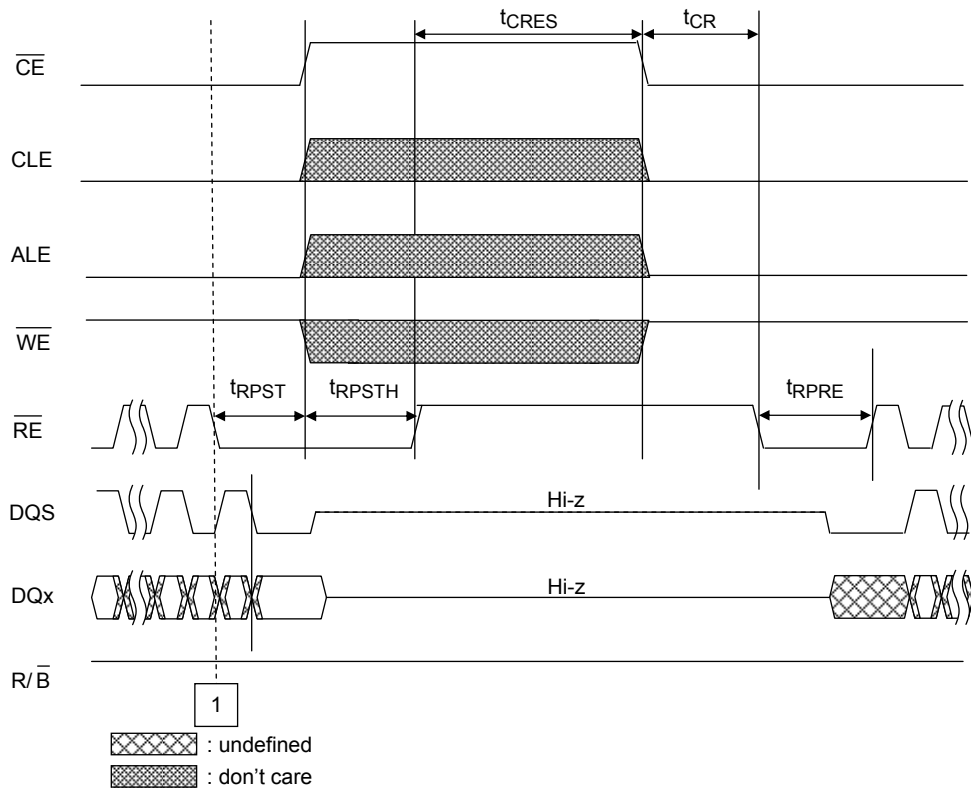 tCRES
tCR
CE
CLE
ALE
WE
tRPST
tRPSTH
tRPRE
RE
DQS
Hi-z
DQx
Hi-z
R/B
1
: undefined
: don't care